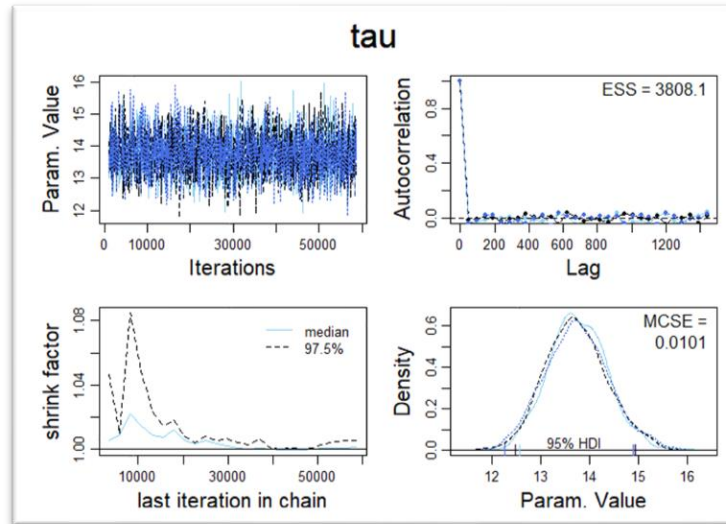 tau
Param. Value
12 13 14 15 16
0 10000 30000 50000
Iterations
Autocorrelation
0.0 0.4 0.8
ESS = 3808.1
0 200 400 600 800 1200
Lag
shrink factor
1.00 1.04 1.08
median
97.5%
10000 30000 50000
last iteration in chain
Density
0.0 0.2 0.4 0.6
MCSE =
0.0101
95% HDI
12 13 14 15 16
Param. Value